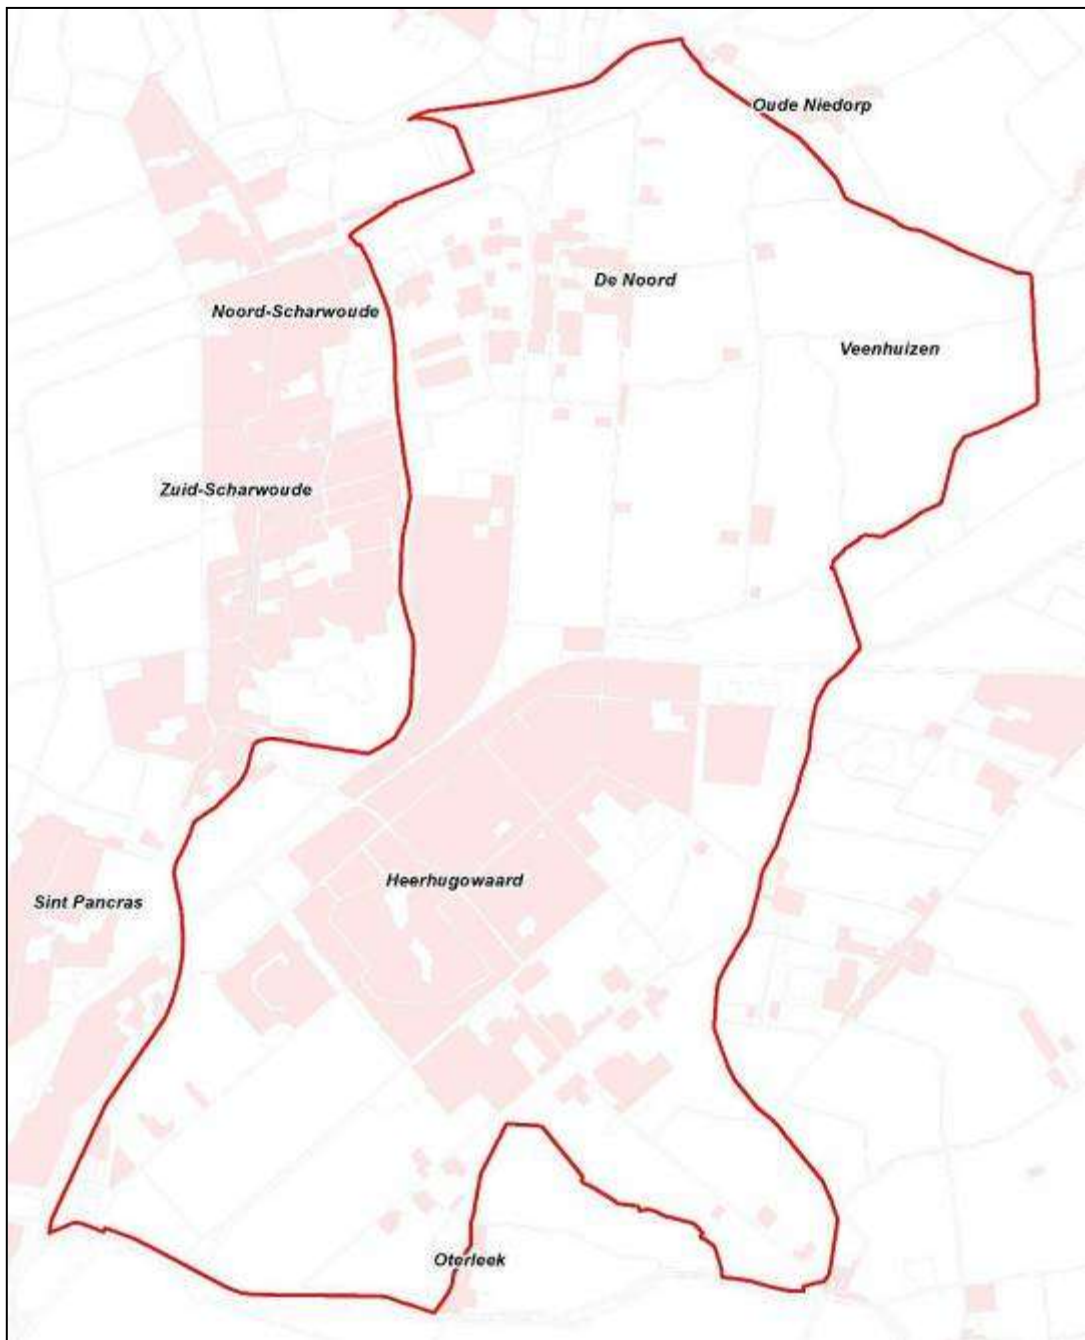 Oude Niedorp
De Noord
Noord-Scharwoude
Veenhuizen
Zuid-Scharwoude
Heerhugowaard
Sint Pancras
Oterleek